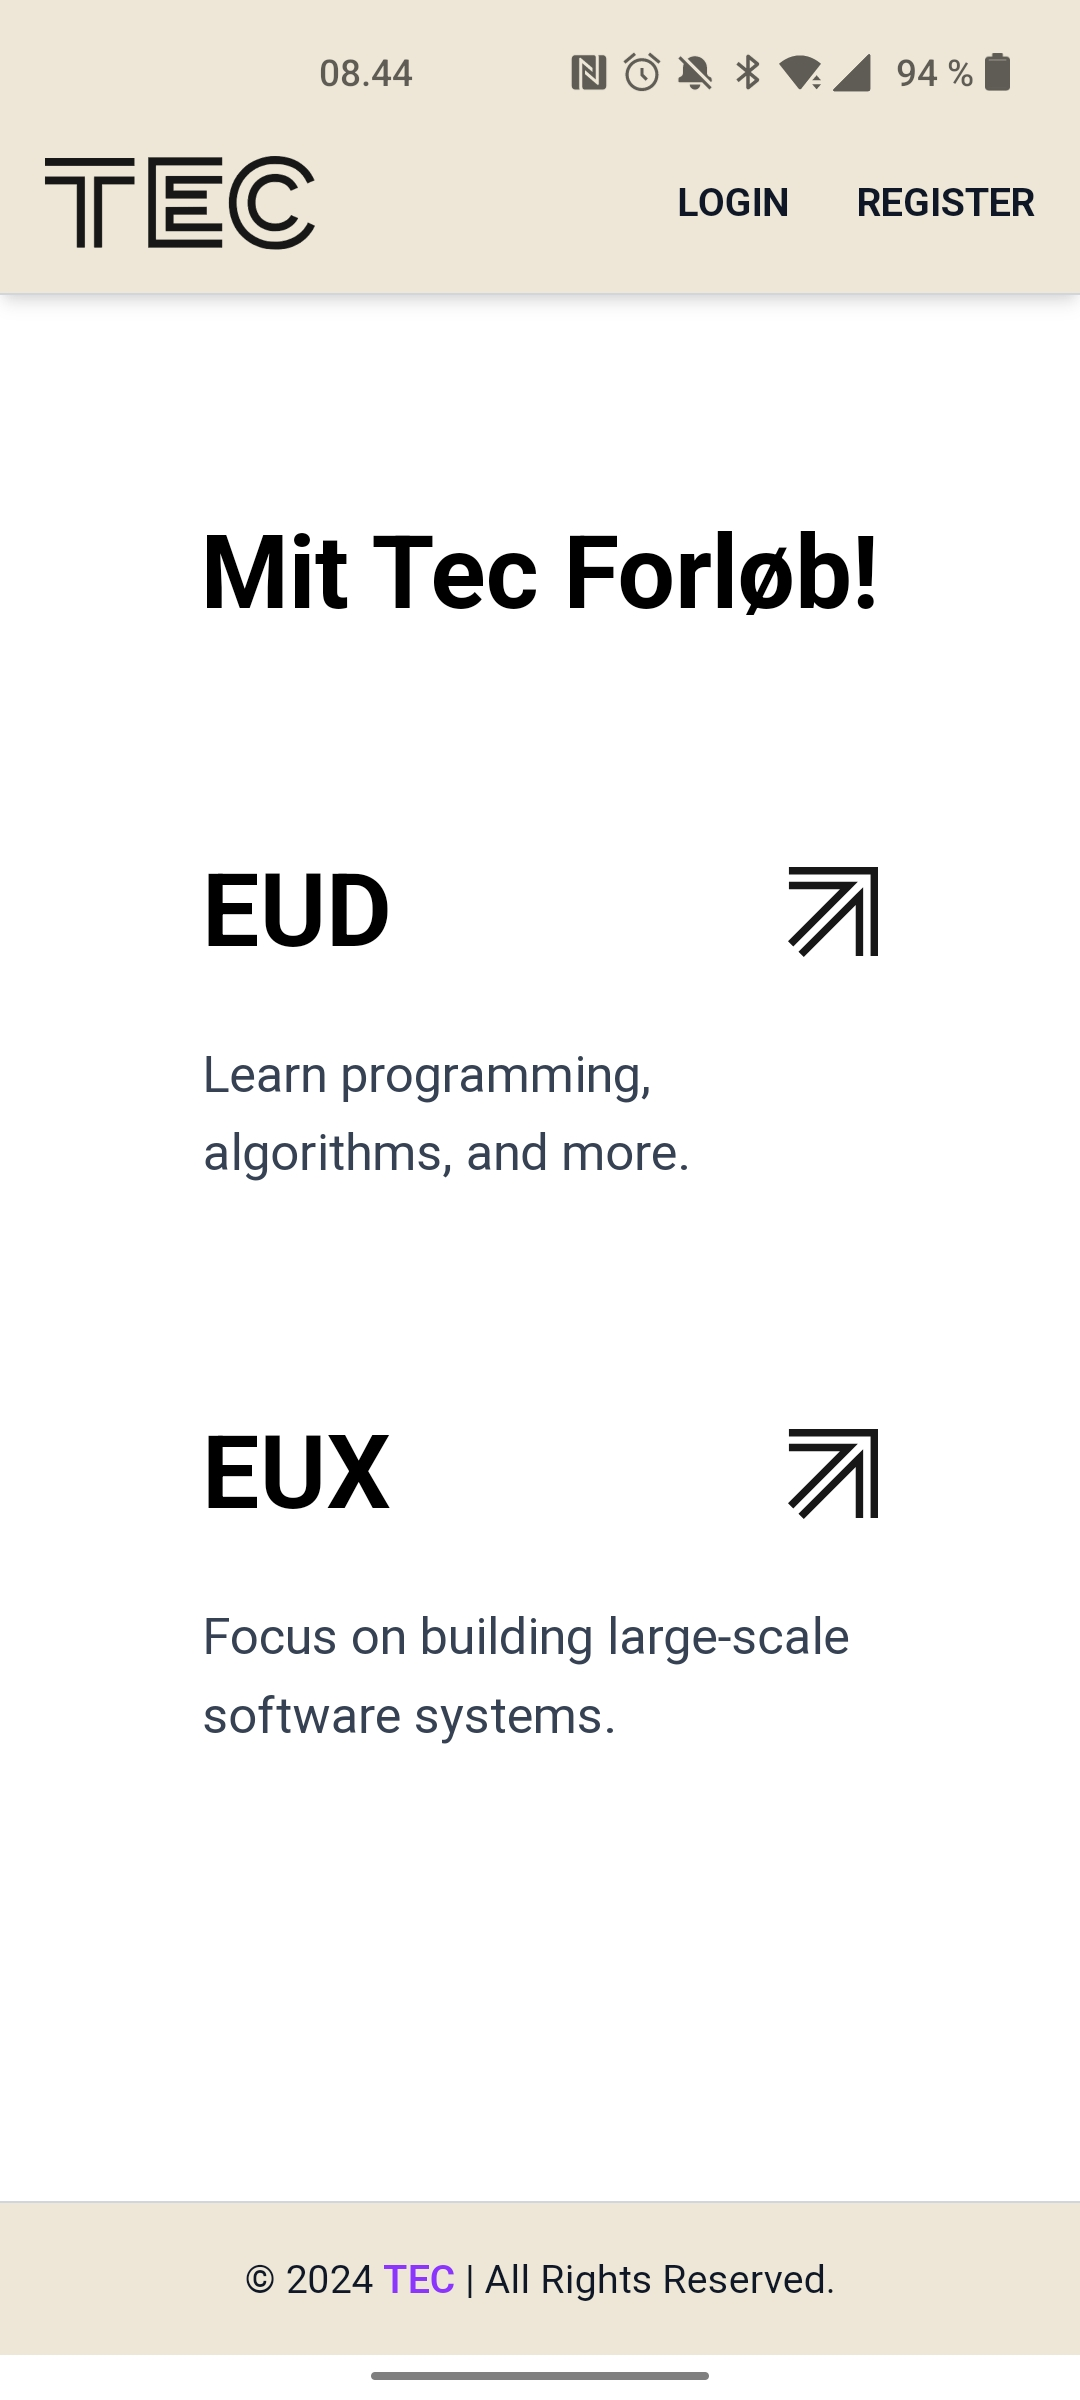 08.44 94 %
TEC LOGIN REGISTER
Mit Tec Forløb!
EUD
Learn programming,
algorithms, and more.
EUX
Focus on building large-scale
software systems.
© 2024 TEC | All Rights Reserved.